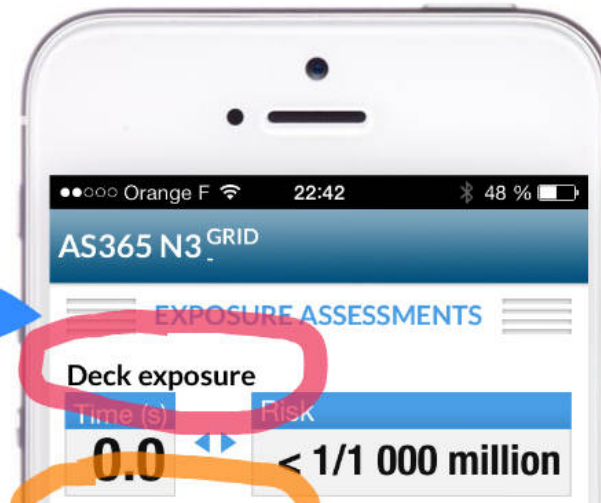 Orange F 22:42 48 %
AS365 N3 GRID
-
EXPOSURE ASSESSMENTS
Deck exposure
Time (s) Risk
0.0 < 1/1 000 million